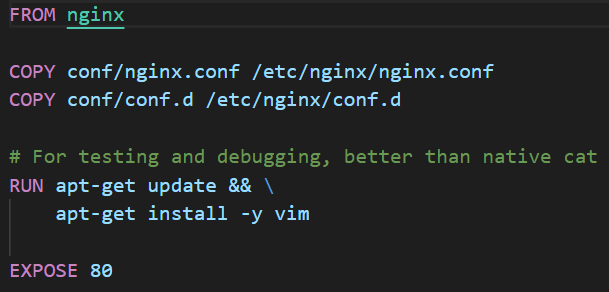 FROM nginx
COPY conf/nginx.conf /etc/nginx/nginx.conf
COPY conf/conf.d /etc/nginx/conf.d
# For testing and debugging, better than native cat
RUN apt-get update && \
    apt-get install -y vim
EXPOSE 80